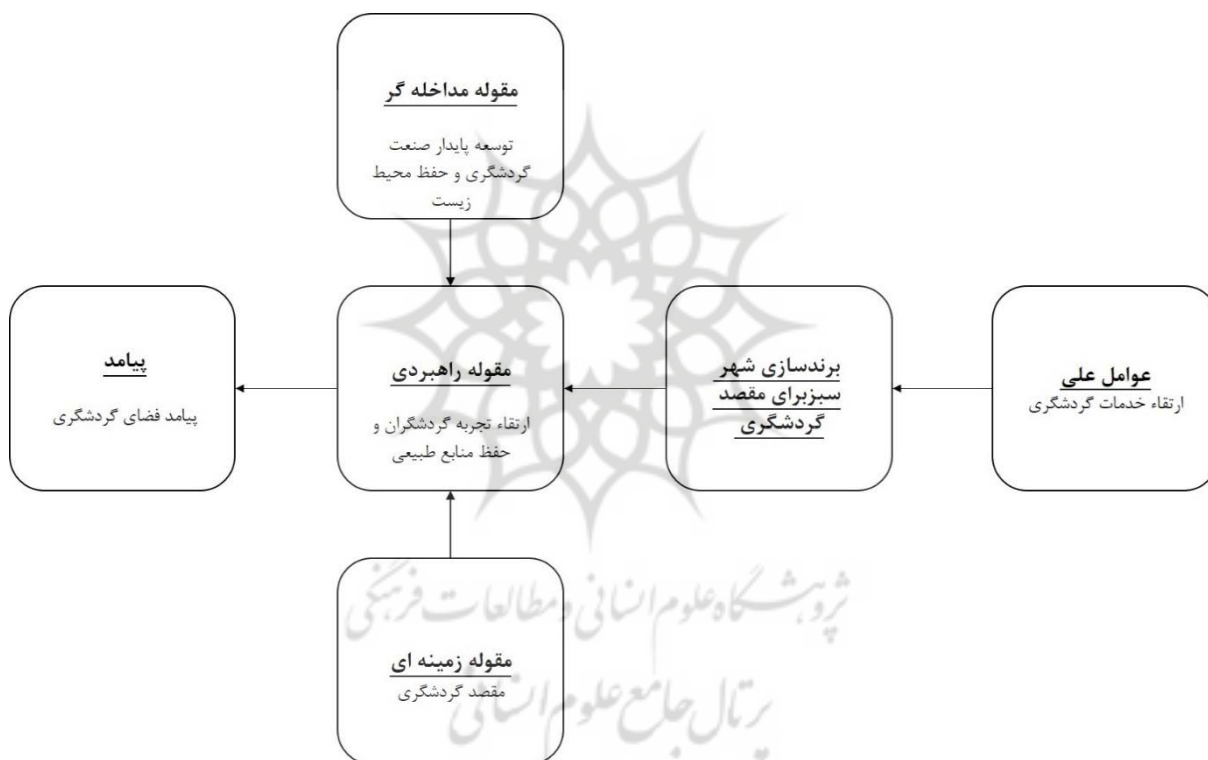 مقوله مداخله گر
توسعه پایدار صنعت
گردشگری و حفظ محیط
زیست
عوامل علی
ارتقاء خدمات گردشگری
برندسازی شهر
سبزبرای مقصد
گردشگری
مقوله راهبردی
ارتقاء تجربه گردشگران و
حفظ منابع طبیعی
پیامد
پیامد فضای گردشگری
مقوله زمینه ای
مقصد گردشگری
پژوهشگاه علوم انسانی و مطالعات فرهنگی
پرتال جامع علوم انسانی